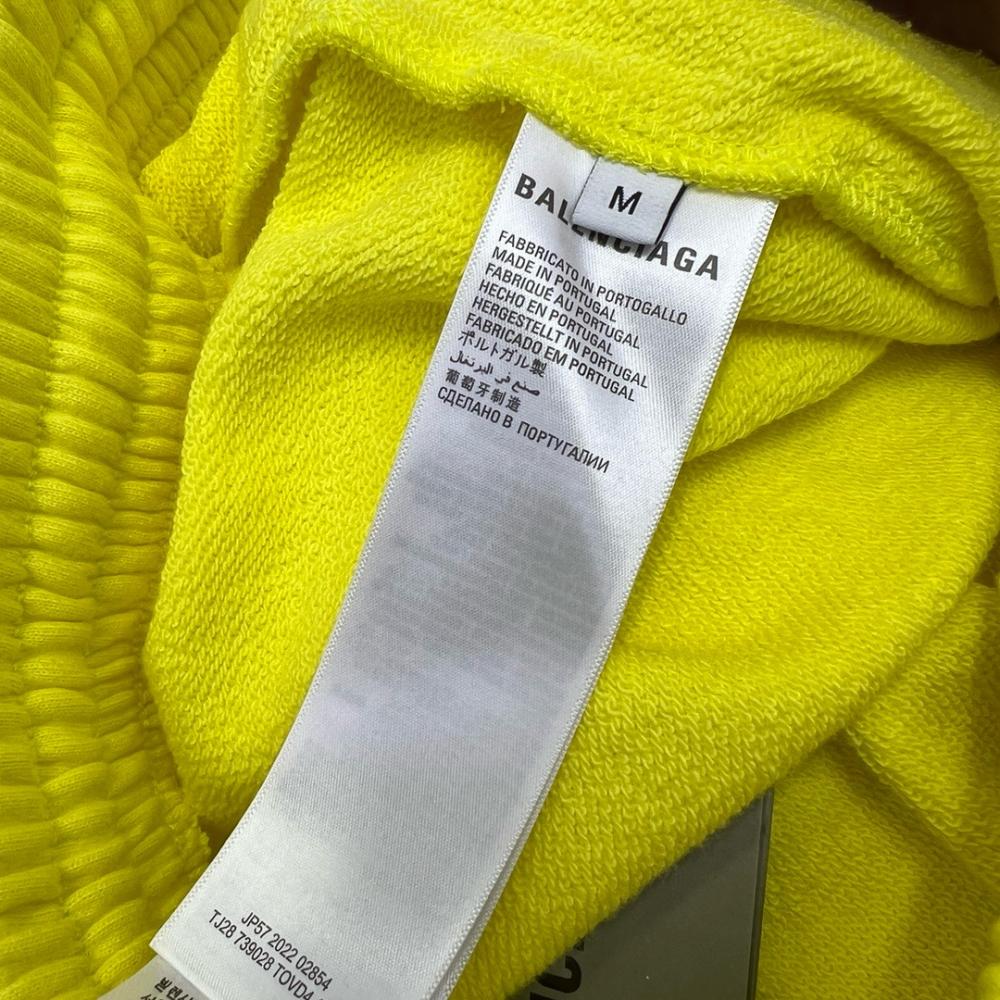 M
BALENCIAGA
FABBRICATO IN PORTOGALLO
MADE IN PORTUGAL
FABRIQUÉ AU PORTUGAL
HECHO EN PORTUGAL
HERGESTELLT IN PORTUGAL
FABRICADO EM PORTUGAL
ポルトガル製
صنع في البرتغال
葡萄牙制造
СДЕЛАНО В ПОРТУГАЛИИ
JP57 2022 02854
TJ28 739028 TOVD4